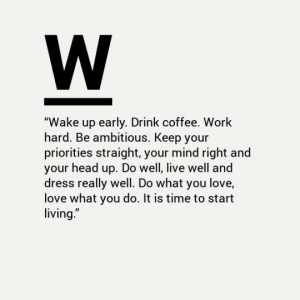 W
“Wake up early. Drink coffee. Work
hard. Be ambitious. Keep your
priorities straight, your mind right and
your head up. Do well, live well and
dress really well. Do what you love,
love what you do. It is time to start
living.”